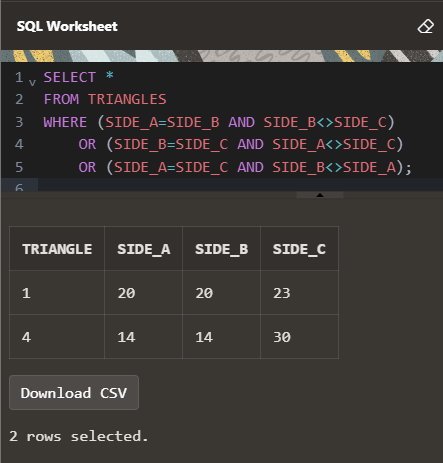 SQL Worksheet
1 SELECT *
2 FROM TRIANGLES
3 WHERE (SIDE_A=SIDE_B AND SIDE_B<>SIDE_C)
4 OR (SIDE_B=SIDE_C AND SIDE_A<>SIDE_C)
5 OR (SIDE_A=SIDE_C AND SIDE_B<>SIDE_A);
6
TRIANGLE SIDE_A SIDE_B SIDE_C
1 20 20 23
4 14 14 30
Download CSV
2 rows selected.